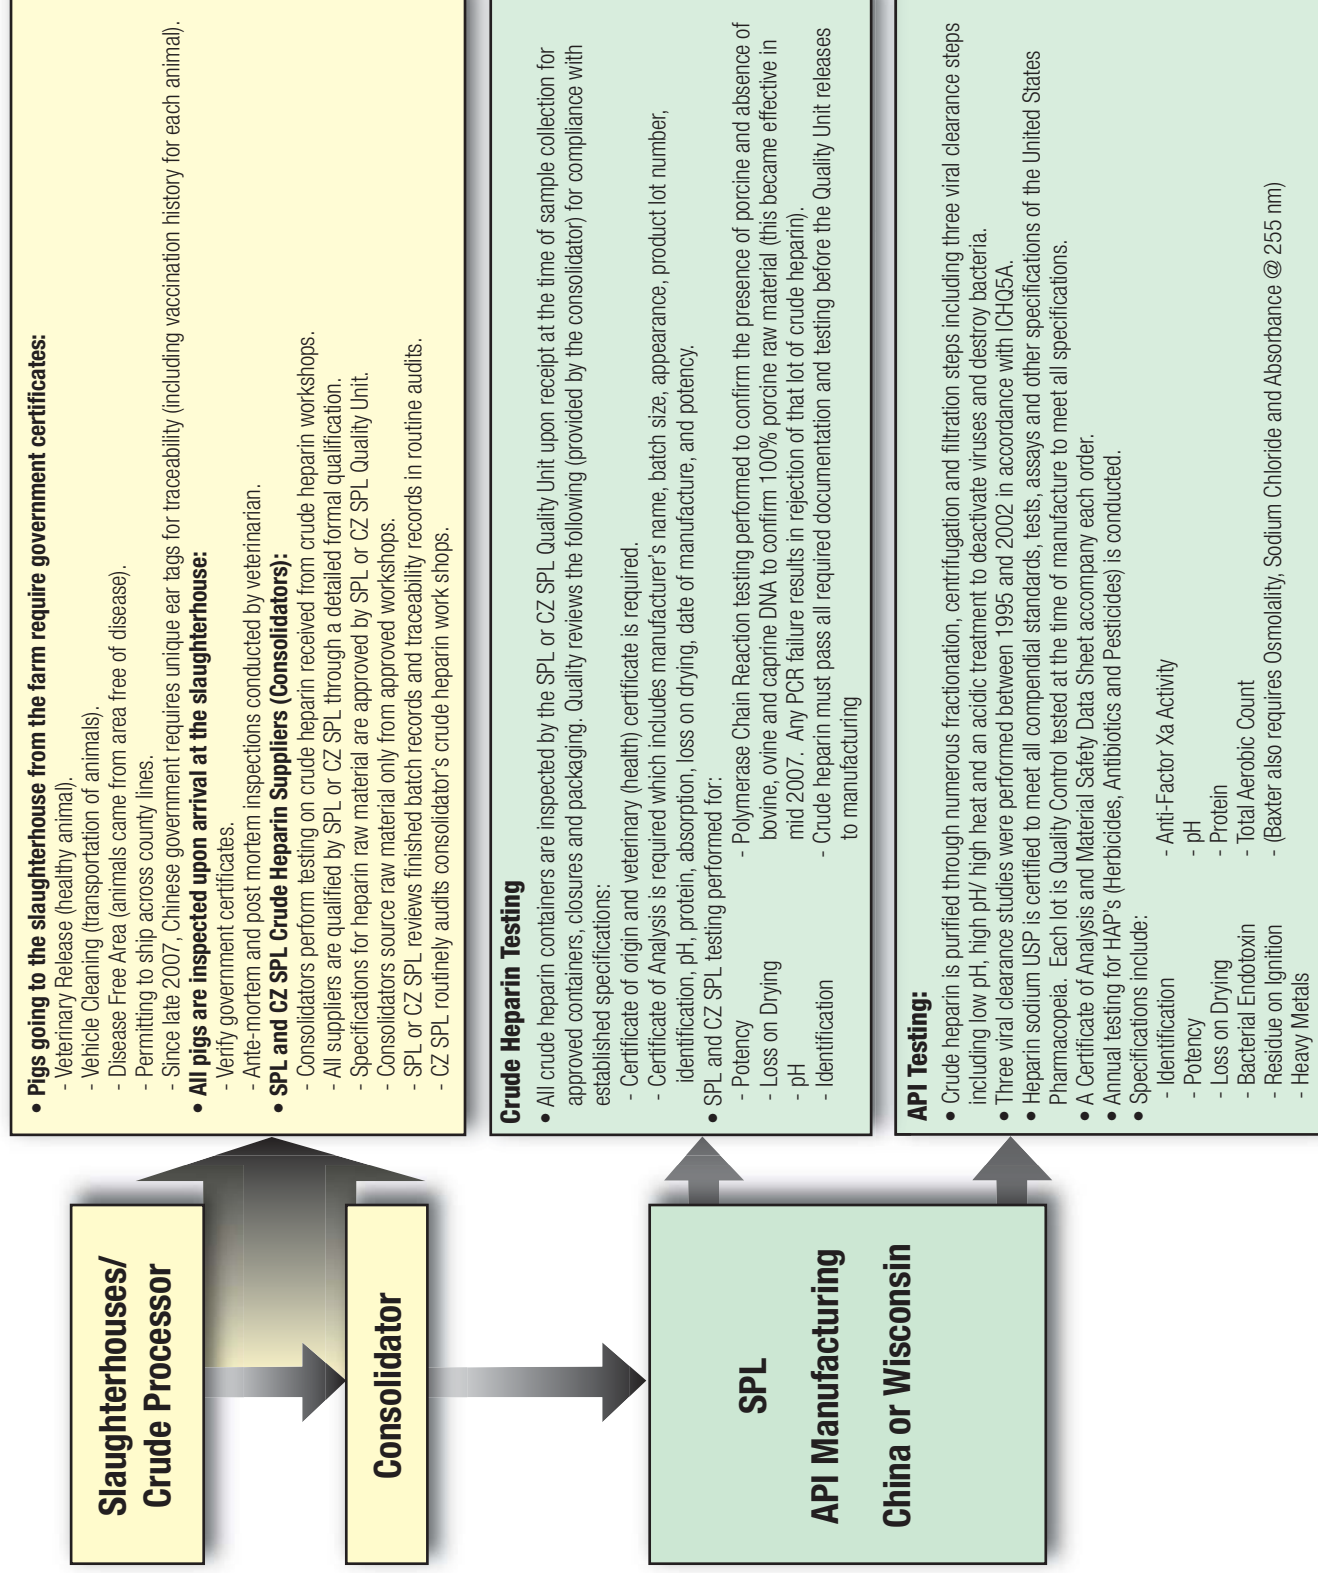 Slaughterhouses/
Crude Processor
• Pigs going to the slaughterhouse from the farm require government certificates:
- Veterinary Release (healthy animal).
- Vehicle Cleaning (transportation of animals).
- Disease Free Area (animals came from area free of disease).
- Permitting to ship across county lines.
- Since late 2007, Chinese government requires unique ear tags for traceability (including vaccination history for each animal).
• All pigs are inspected upon arrival at the slaughterhouse:
- Verify government certificates.
- Ante-mortem and post mortem inspections conducted by veterinarian.
• SPL and CZ SPL Crude Heparin Suppliers (Consolidators):
- Consolidators perform testing on crude heparin received from crude heparin workshops.
- All suppliers are qualified by SPL or CZ SPL through a detailed formal qualification.
- Specifications for heparin raw material are approved by SPL or CZ SPL Quality Unit.
- Consolidators source raw material only from approved workshops.
- SPL or CZ SPL reviews finished batch records and traceability records in routine audits.
- CZ SPL routinely audits consolidator's crude heparin work shops.
Consolidator
SPL
API Manufacturing
China or Wisconsin
Crude Heparin Testing
• All crude heparin containers are inspected by the SPL or CZ SPL Quality Unit upon receipt at the time of sample collection for
approved containers, closures and packaging. Quality reviews the following (provided by the consolidator) for compliance with
established specifications:
- Certificate of origin and veterinary (health) certificate is required.
- Certificate of Analysis is required which includes manufacturer's name, batch size, appearance, product lot number,
identification, pH, protein, absorption, loss on drying, date of manufacture, and potency.
• SPL and CZ SPL testing performed for:
- Potency
- Loss on Drying
- pH
- Identification
- Polymerase Chain Reaction testing performed to confirm the presence of porcine and absence of
bovine, ovine and caprine DNA to confirm 100% porcine raw material (this became effective in
mid 2007. Any PCR failure results in rejection of that lot of crude heparin).
- Crude heparin must pass all required documentation and testing before the Quality Unit releases
to manufacturing
API Testing:
• Crude heparin is purified through numerous fractionation, centrifugation and filtration steps including three viral clearance steps
including low pH, high pH/ high heat and an acidic treatment to deactivate viruses and destroy bacteria.
• Three viral clearance studies were performed between 1995 and 2002 in accordance with ICHQ5A.
• Heparin sodium USP is certified to meet all compendial standards, tests, assays and other specifications of the United States
Pharmacopeia. Each lot is Quality Control tested at the time of manufacture to meet all specifications.
• A Certificate of Analysis and Material Safety Data Sheet accompany each order.
• Annual testing for HAP's (Herbicides, Antibiotics and Pesticides) is conducted.
• Specifications include:
- Identification
- Potency
- Loss on Drying
- Bacterial Endotoxin
- Residue on Ignition
- Heavy Metals
- Anti-Factor Xa Activity
- pH
- Protein
- Total Aerobic Count
- (Baxter also requires Osmolality, Sodium Chloride and Absorbance @ 255 nm)